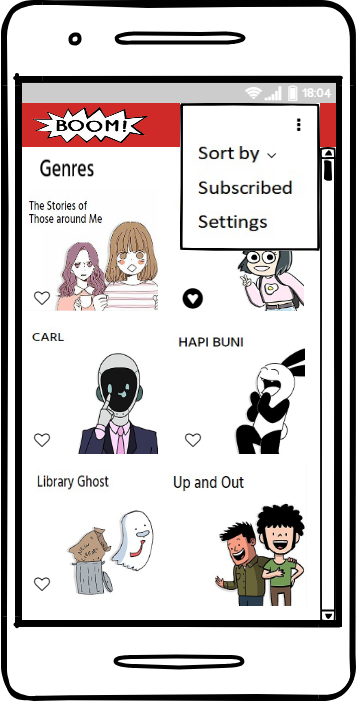 18:04
BOOM!
Sort by
Subscribed
Settings
Genres
The Stories of
Those around Me
CARL
HAPI BUNI
Library Ghost
Up and Out